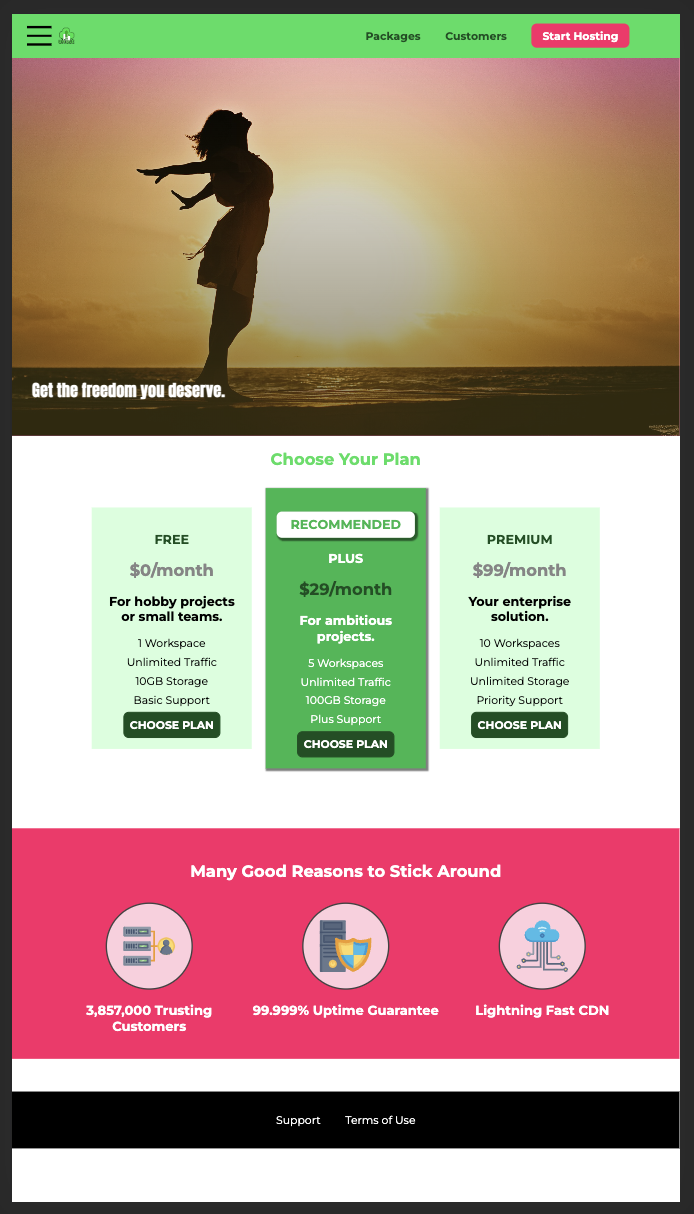 Packages Customers Start Hosting
Get the freedom you deserve.
Choose Your Plan
FREE
$0/month
For hobby projects
or small teams.
1 Workspace
Unlimited Traffic
10GB Storage
Basic Support
CHOOSE PLAN
RECOMMENDED
PLUS
$29/month
For ambitious
projects.
5 Workspaces
Unlimited Traffic
100GB Storage
Plus Support
CHOOSE PLAN
PREMIUM
$99/month
Your enterprise
solution.
10 Workspaces
Unlimited Traffic
Unlimited Storage
Priority Support
CHOOSE PLAN
Many Good Reasons to Stick Around
3,857,000 Trusting
Customers
99.999% Uptime Guarantee
Lightning Fast CDN
Support Terms of Use